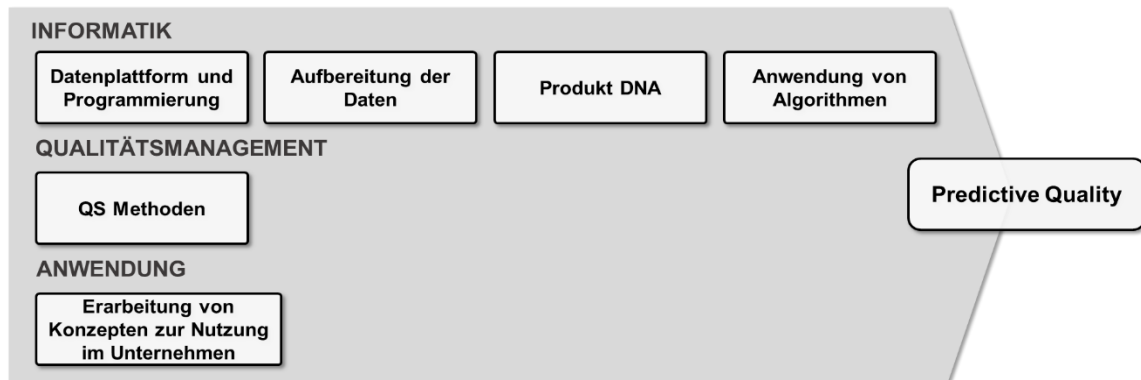 INFORMATIK
Datenplattform und
Programmierung
Aufbereitung der
Daten
Produkt DNA
Anwendung von
Algorithmen
QUALITÄTSMANAGEMENT
QS Methoden
Predictive Quality
ANWENDUNG
Erarbeitung von
Konzepten zur Nutzung
im Unternehmen